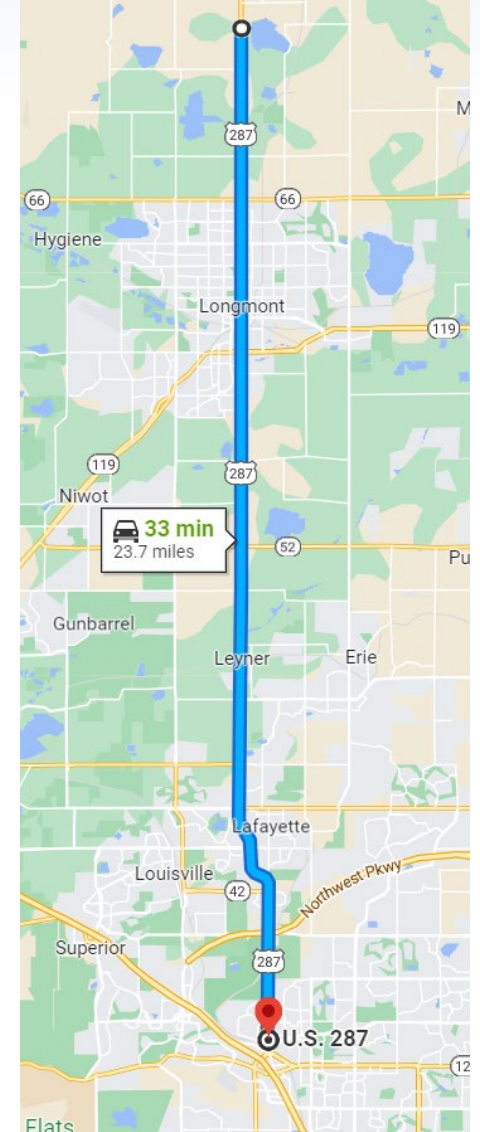 287
M
66
66
Hygiene
Longmont
119
119
287
Niwot
33 min
23.7 miles
52
Pu
Gunbarrel
Leyner
Erie
Lafayette
Louisville
42
Northwest Pkwy
Superior
287
U.S. 287
12
Flats